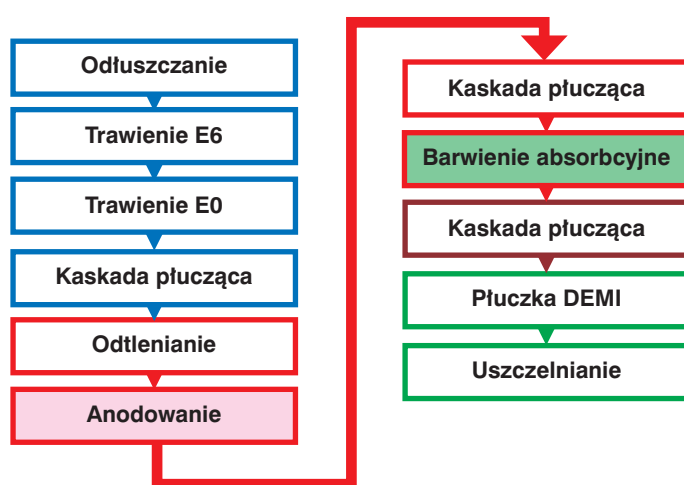 Odłuszczanie
Trawienie E6
Trawienie E0
Kaskada płucząca
Odtlenianie
Anodowanie
Kaskada płucząca
Barwienie absorbcyjne
Kaskada płucząca
Płuczka DEMI
Uszczelnianie